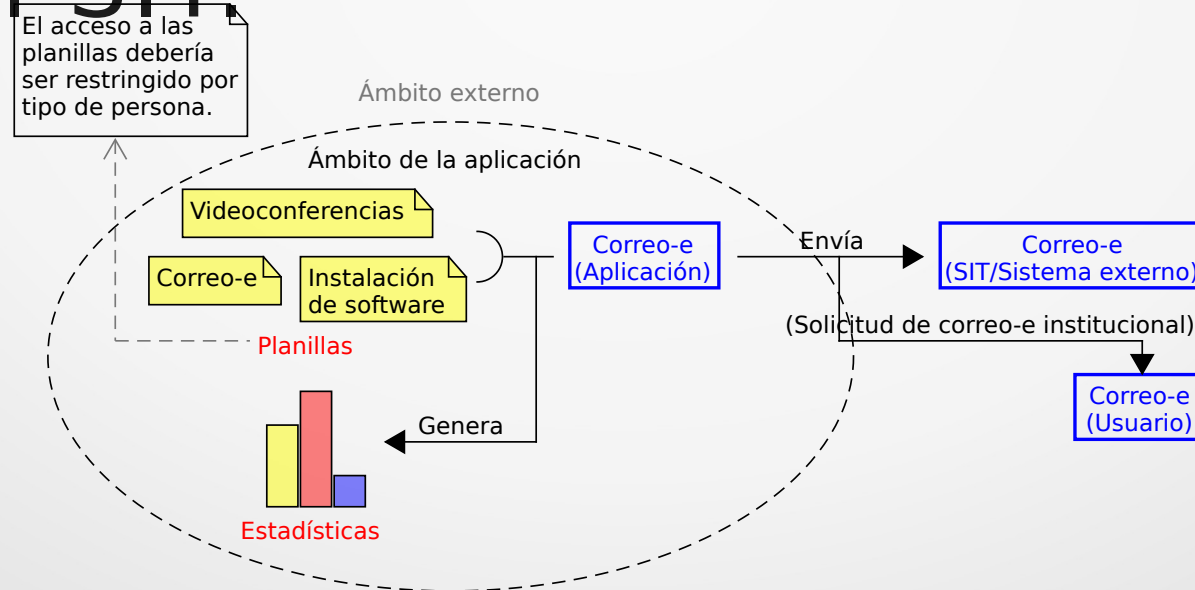 El acceso a las
planillas debería
ser restringido por
tipo de persona.
Ámbito externo
Ámbito de la aplicación
Videoconferencias
Correo-e
Instalación
de software
Planillas
Correo-e
(Aplicación)
Envía
Correo-e
(SIT/Sistema externo)
(Solicitud de correo-e institucional)
Correo-e
(Usuario)
Genera
Estadísticas